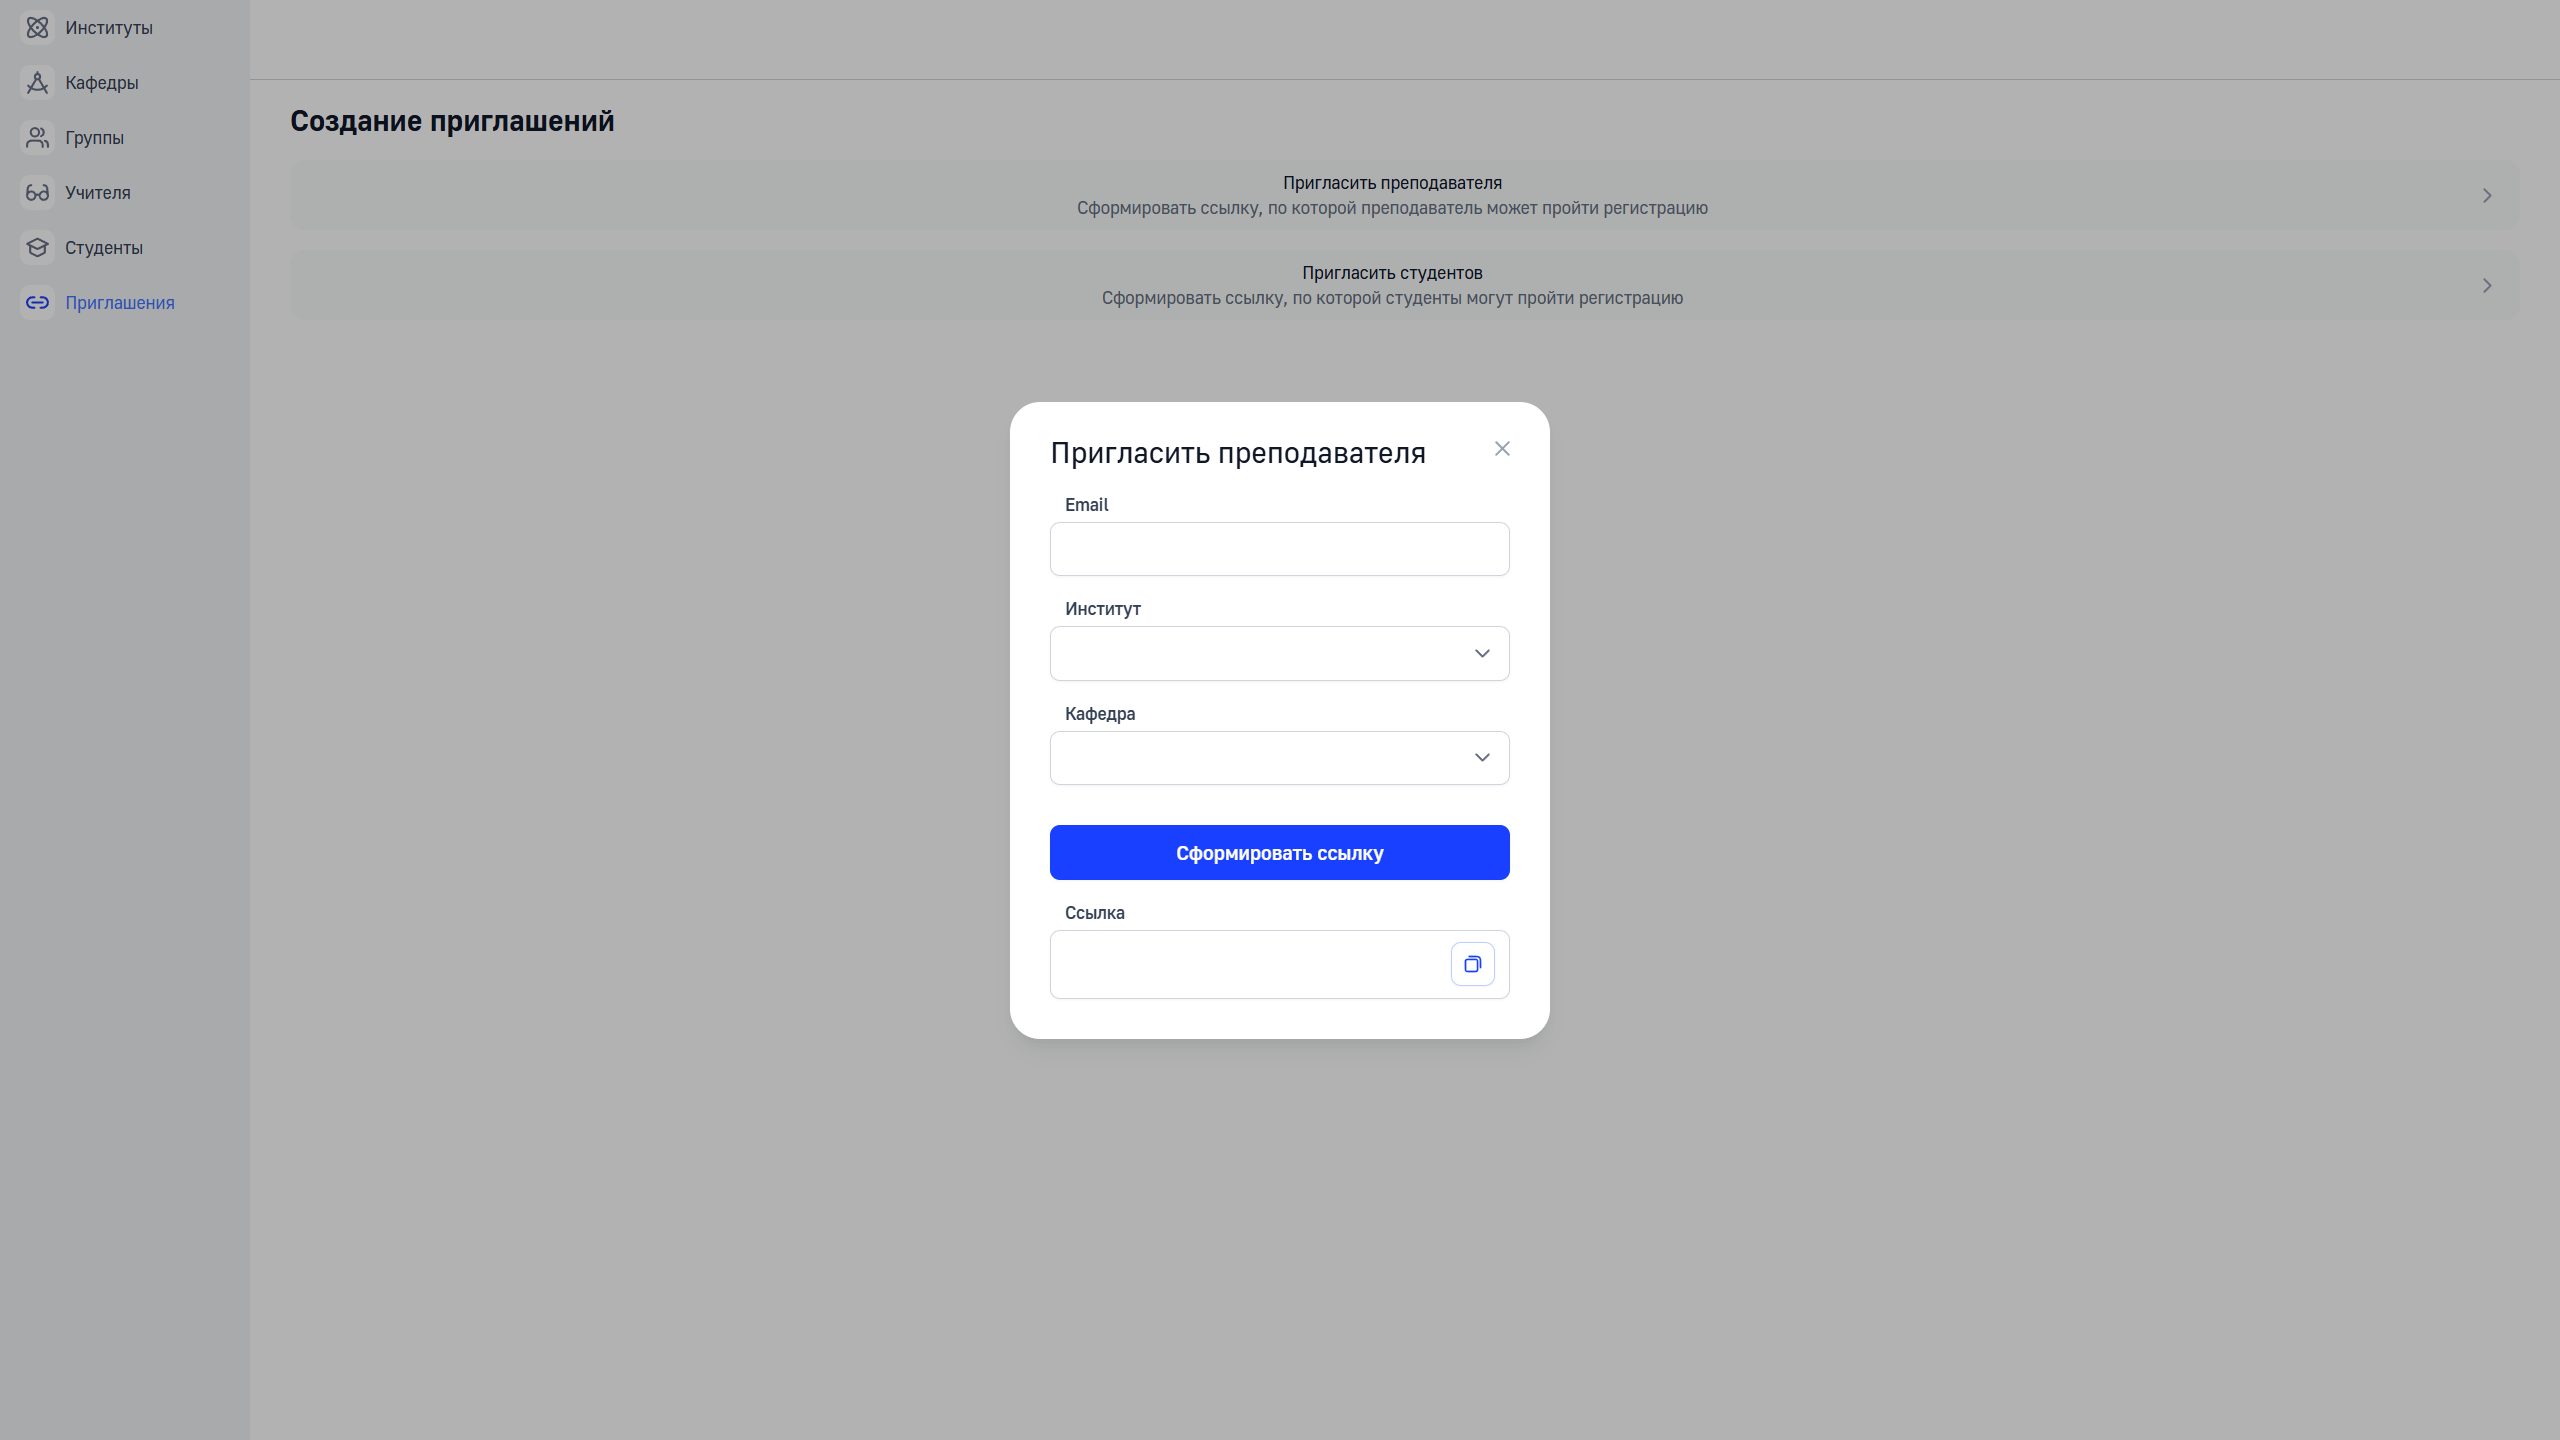 Институты
Кафедры
Группы
Учителя
Студенты
Приглашения
Создание приглашений
Пригласить преподавателя
Сформировать ссылку, по которой преподаватель может пройти регистрацию
Пригласить студентов
Сформировать ссылку, по которой студенты могут пройти регистрацию
Пригласить преподавателя
Email
Институт
Кафедра
Сформировать ссылку
Ссылка